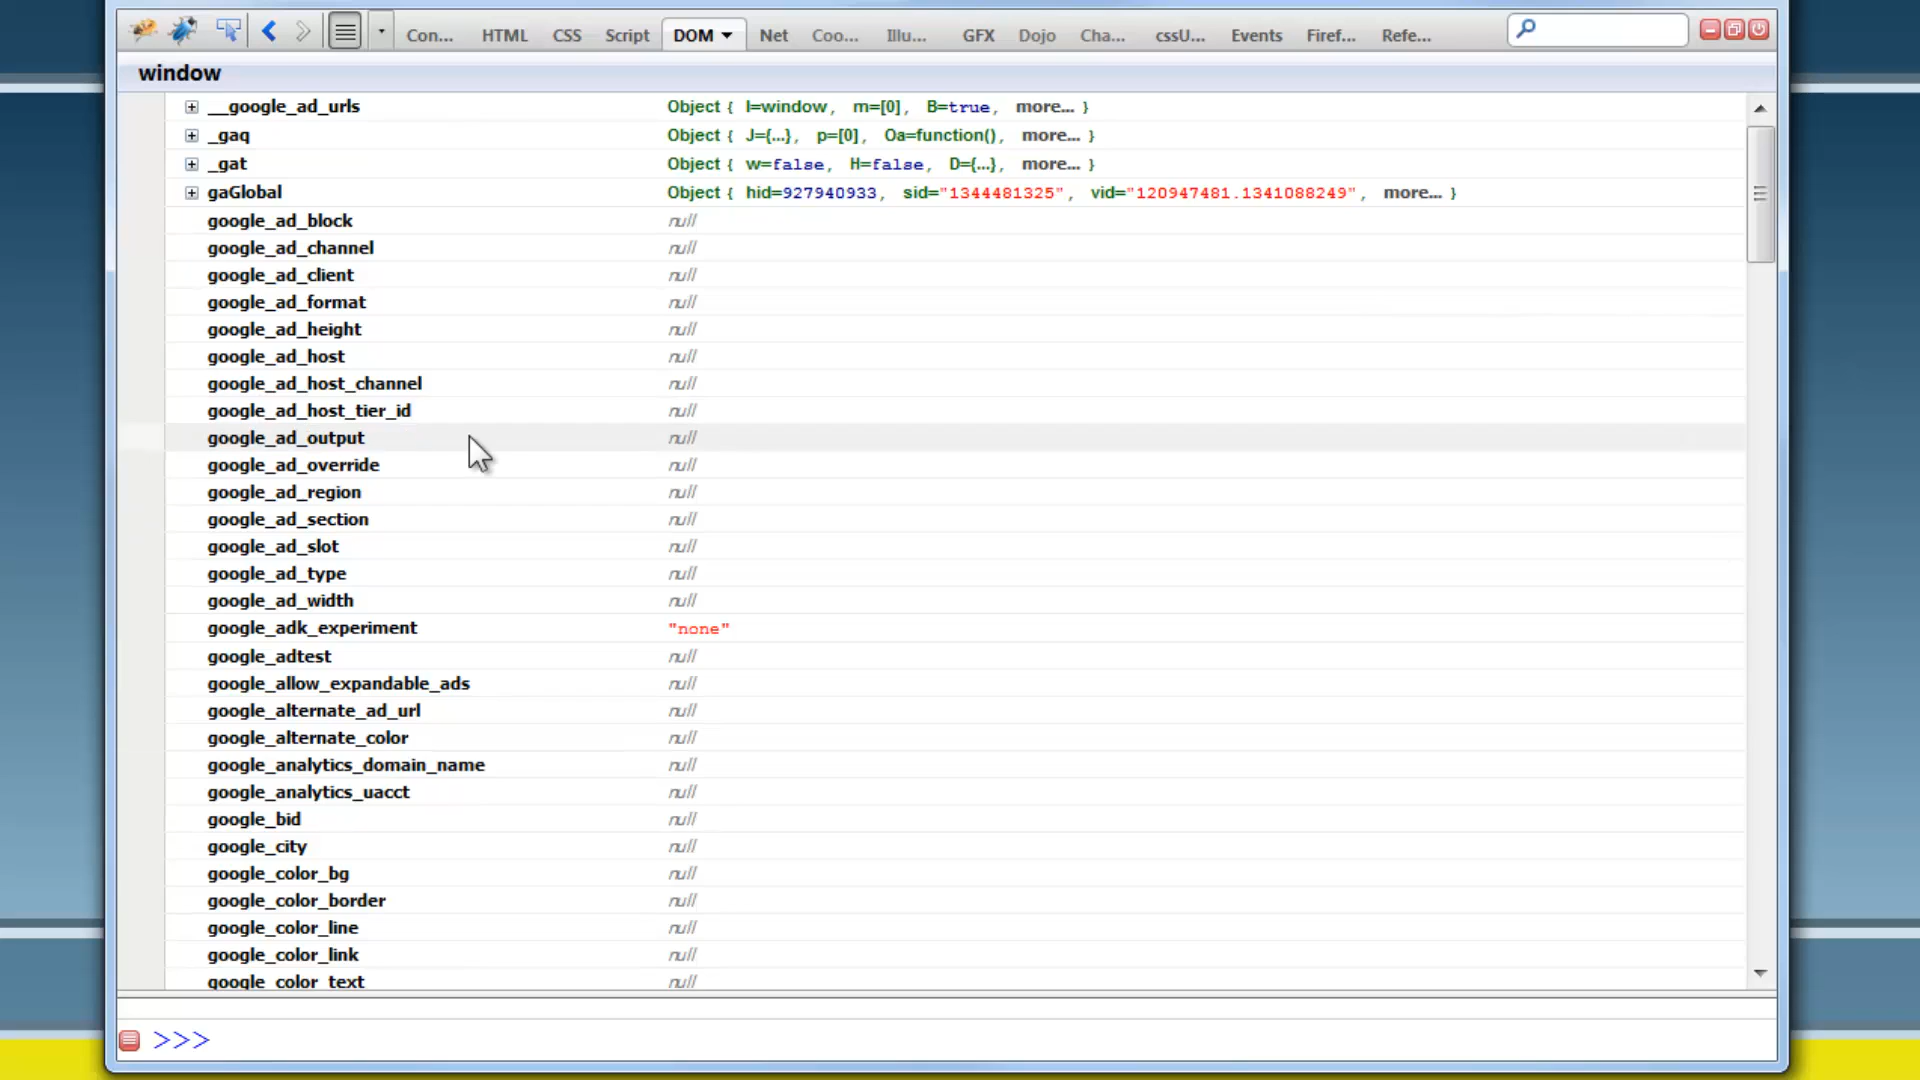 Con... HTML CSS Script DOM Net Coo... Illu... GFX Dojo Cha... cssU... Events Firef... Refe...
window
__google_ad_urls Object { I=window, m=[0], B=true, more... }
_gaq Object { J={...}, p=[0], Oa=function(), more... }
_gat Object { w=false, H=false, D={...}, more... }
gaGlobal Object { hid=927940933, sid="1344481325", vid="120947481.1341088249", more... }
google_ad_block null
google_ad_channel null
google_ad_client null
google_ad_format null
google_ad_height null
google_ad_host null
google_ad_host_channel null
google_ad_host_tier_id null
google_ad_output null
google_ad_override null
google_ad_region null
google_ad_section null
google_ad_slot null
google_ad_type null
google_ad_width null
google_adk_experiment "none"
google_adtest null
google_allow_expandable_ads null
google_alternate_ad_url null
google_alternate_color null
google_analytics_domain_name null
google_analytics_uacct null
google_bid null
google_city null
google_color_bg null
google_color_border null
google_color_line null
google_color_link null
google_color_text null
>>>